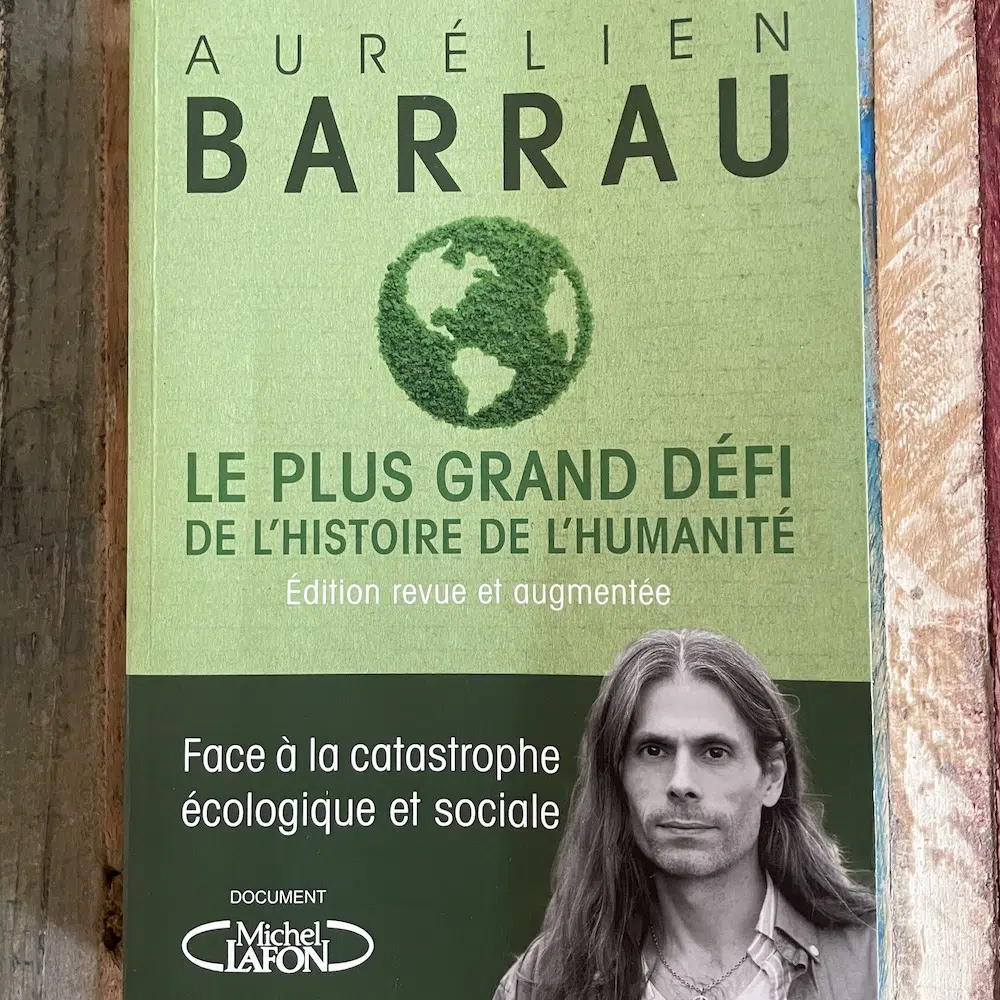 AURÉLIEN
BARRAU
LE PLUS GRAND DÉFI
DE L'HISTOIRE DE L'HUMANITÉ
Édition revue et augmentée
Face à la catastrophe
écologique et sociale
DOCUMENT
Michel
LAFON